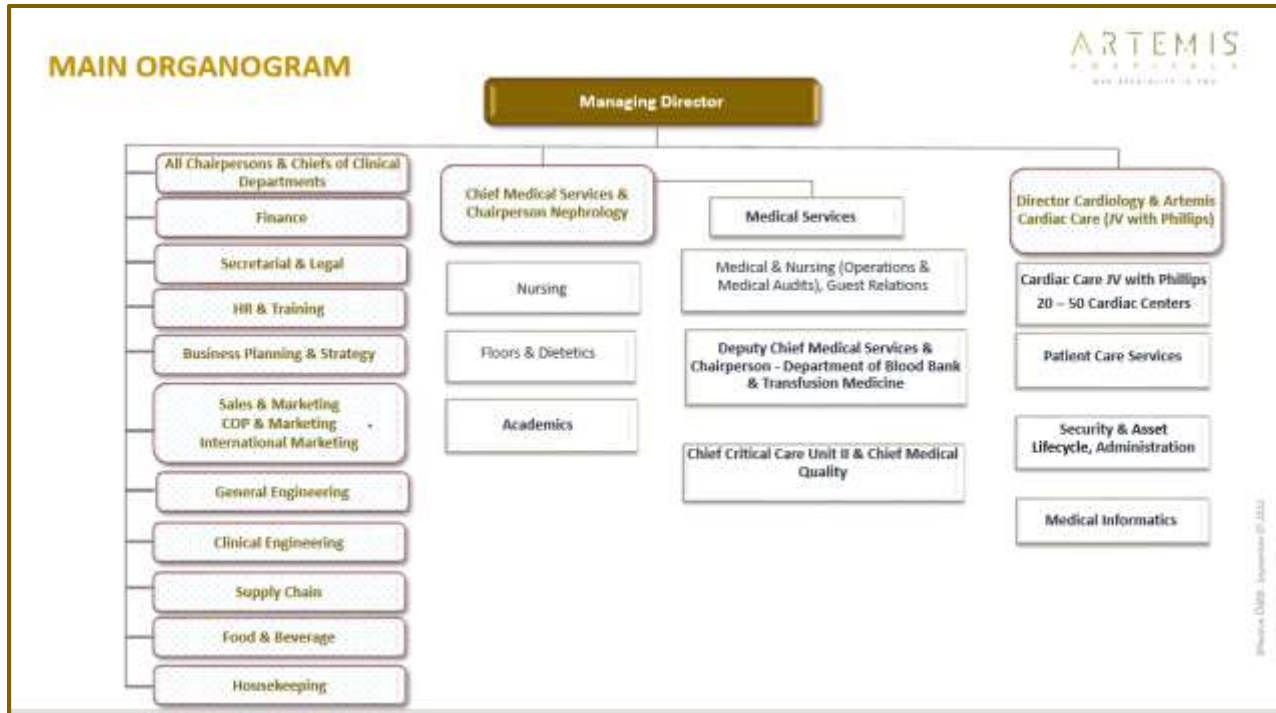 MAIN ORGANOGRAM
ARTEMIS
HOSPITALS
Managing Director
All Chairpersons & Chiefs of Clinical
Departments
Finance
Secretarial & Legal
HR & Training
Business Planning & Strategy
Sales & Marketing
COP & Marketing
International Marketing
General Engineering
Clinical Engineering
Supply Chain
Food & Beverage
Housekeeping
Chief Medical Services &
Chairperson Nephrology
Nursing
Floors & Dietetics
Academics
Medical Services
Medical & Nursing (Operations &
Medical Audits), Guest Relations
Deputy Chief Medical Services &
Chairperson - Department of Blood Bank
& Transfusion Medicine
Chief Critical Care Unit II & Chief Medical
Quality
Director Cardiology & Artemis
Cardiac Care (JV with Phillips)
Cardiac Care JV with Phillips
20 – 50 Cardiac Centers
Patient Care Services
Security & Asset
Lifecycle, Administration
Medical Informatics